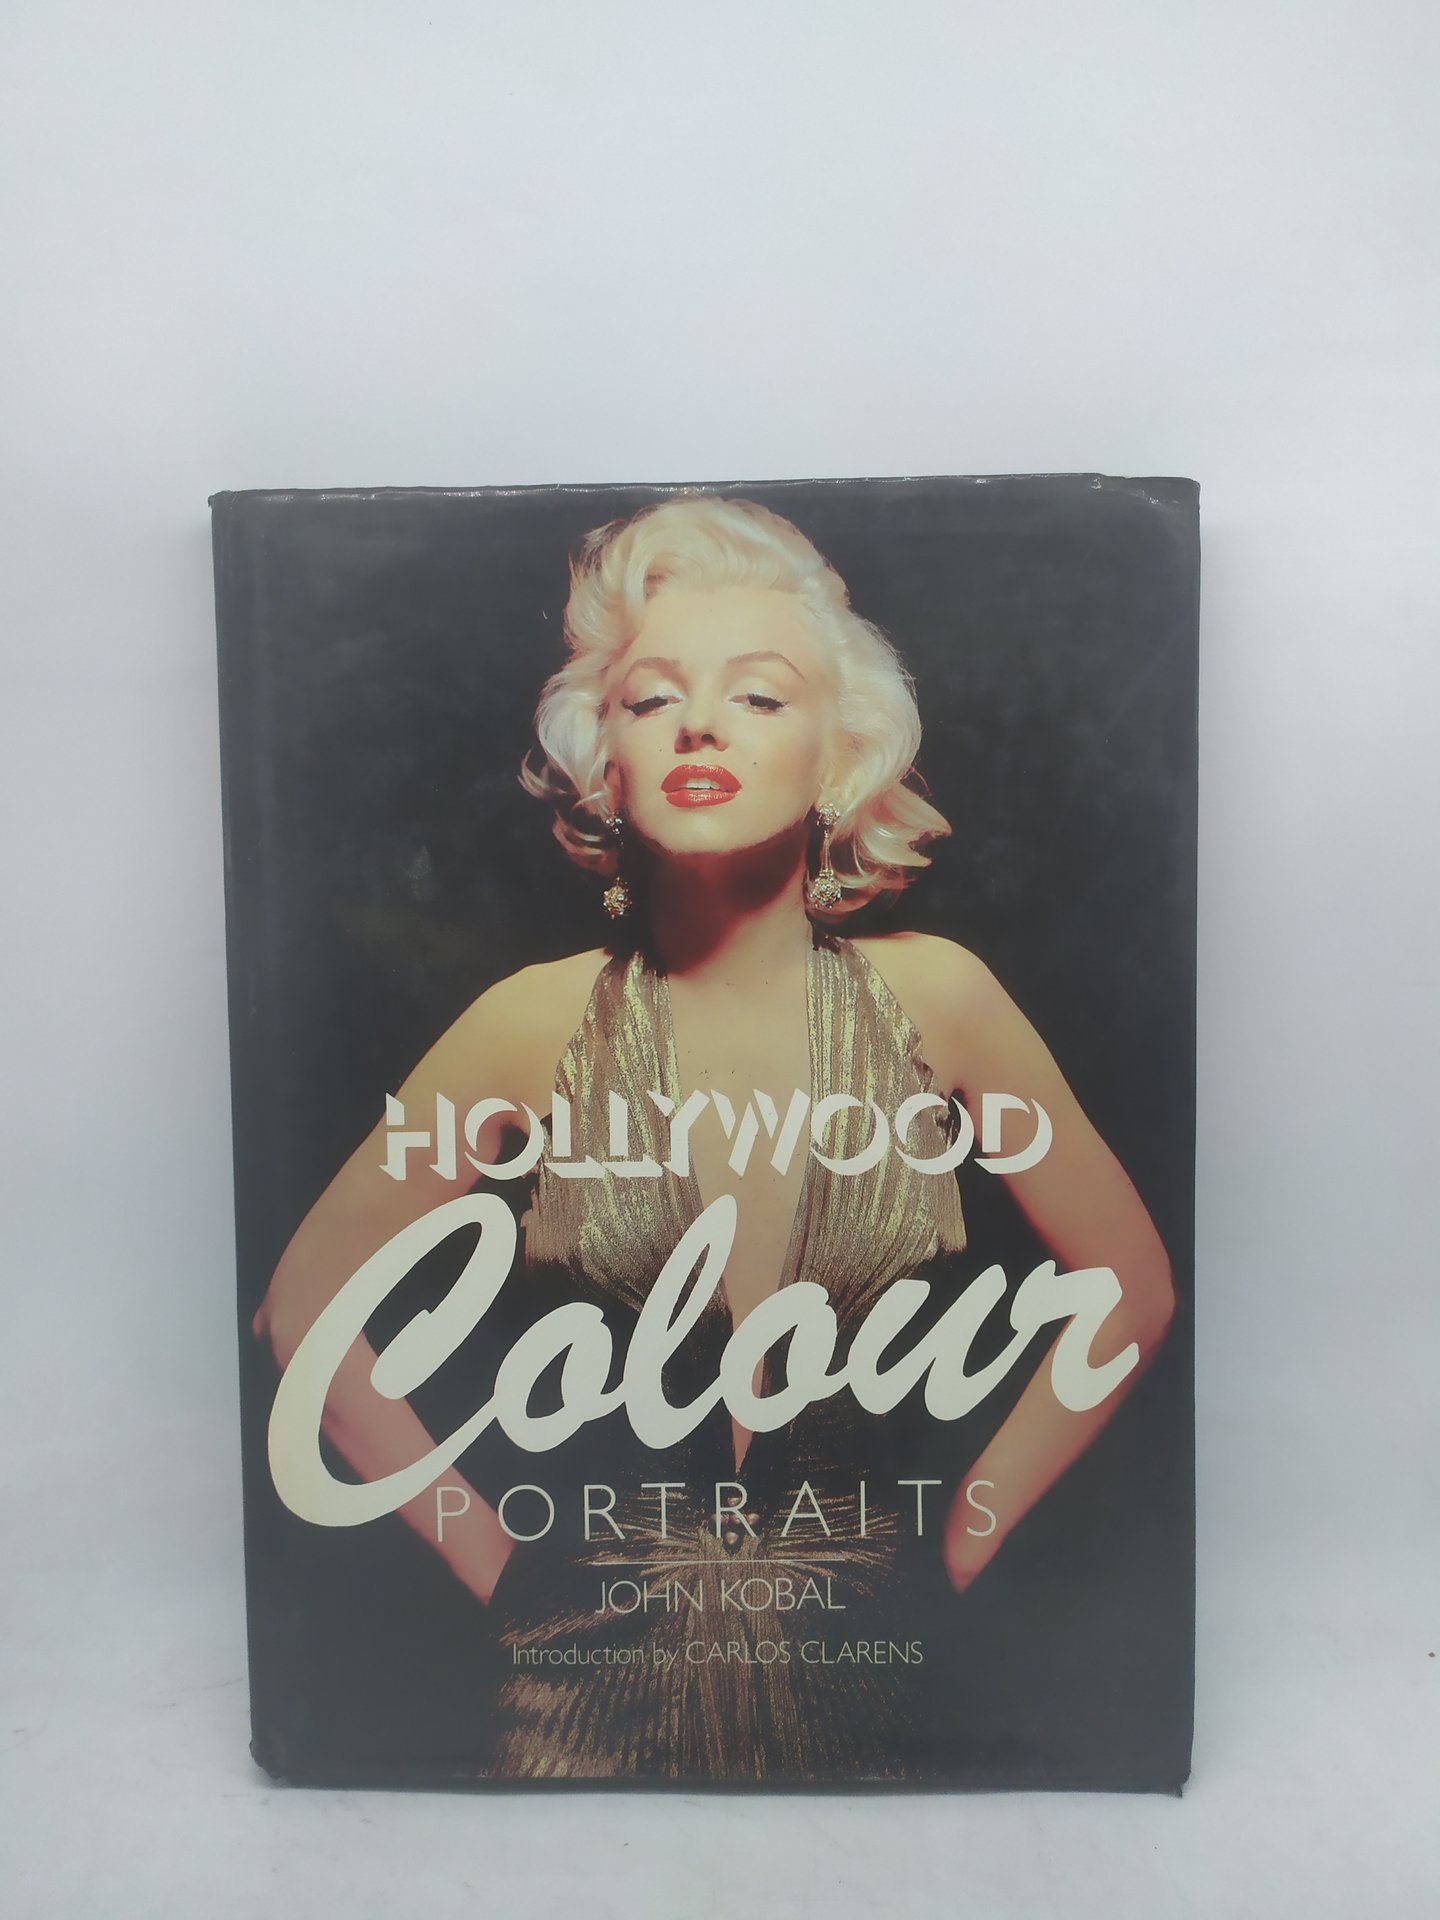 HOLLYWOOD
Colour
PORTRAITS
JOHN KOBAL
Introduction by CARLOS CLARENS